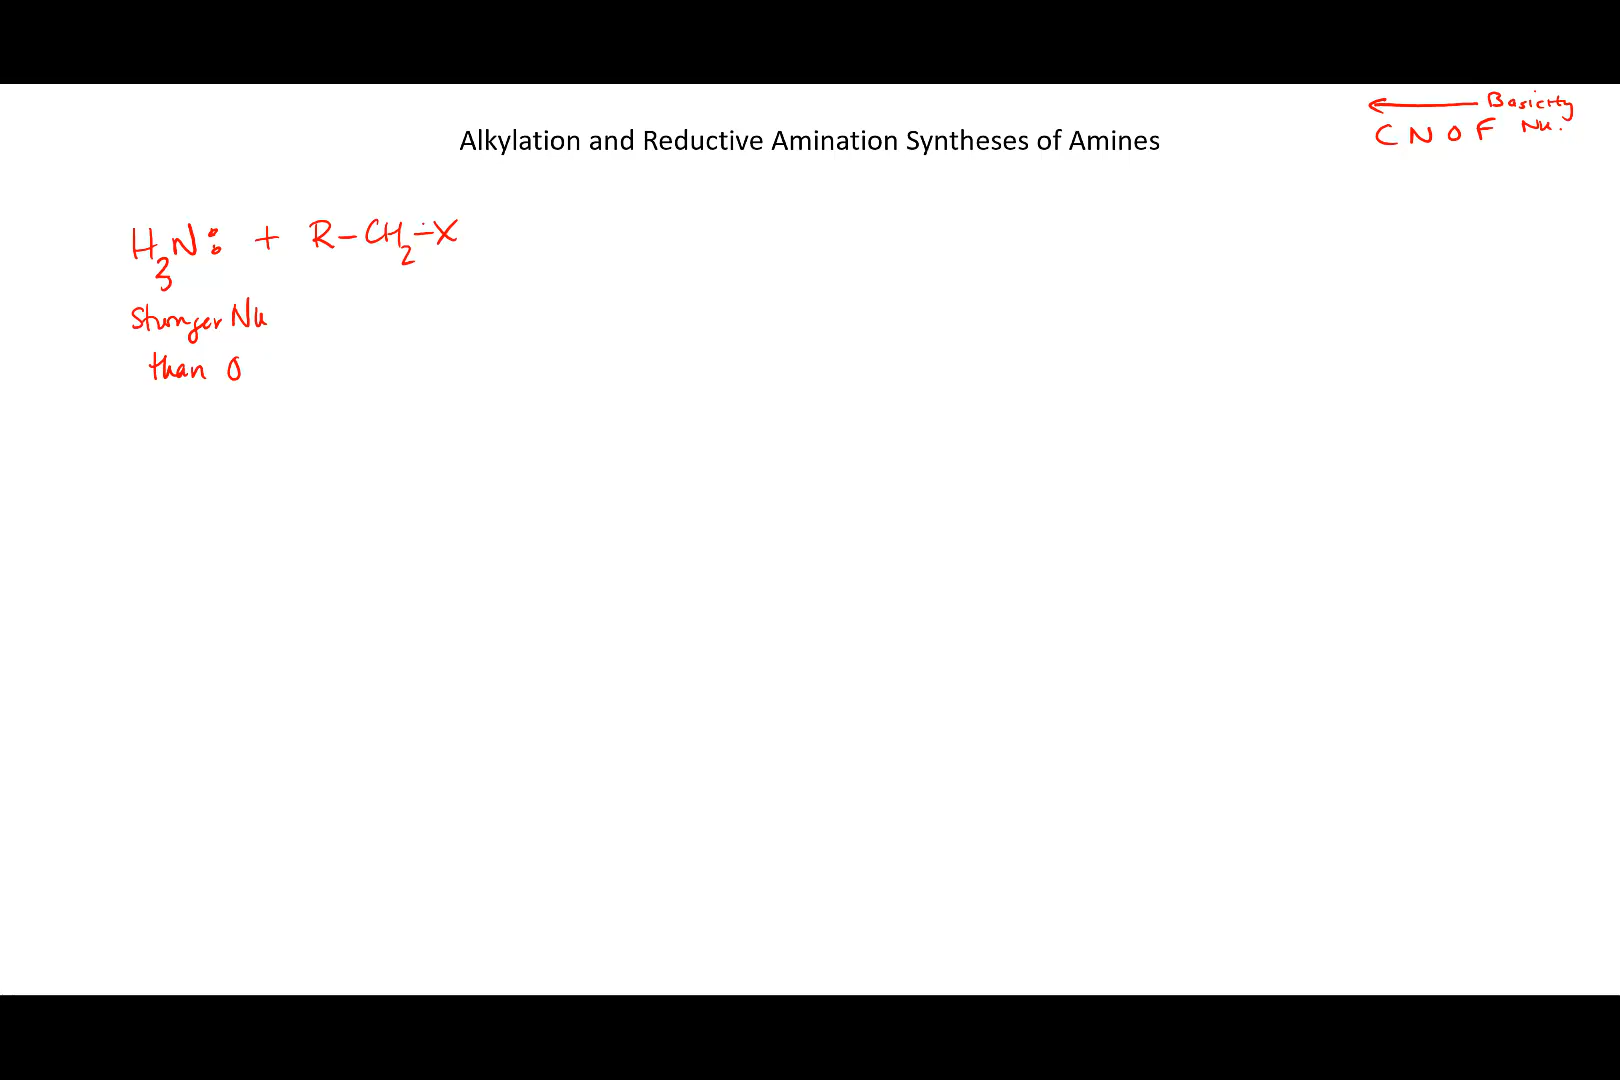 ← Basicity
C N O F Nu.
Alkylation and Reductive Amination Syntheses of Amines
H₃N: + R-CH₂-X
Stronger Nu
than O